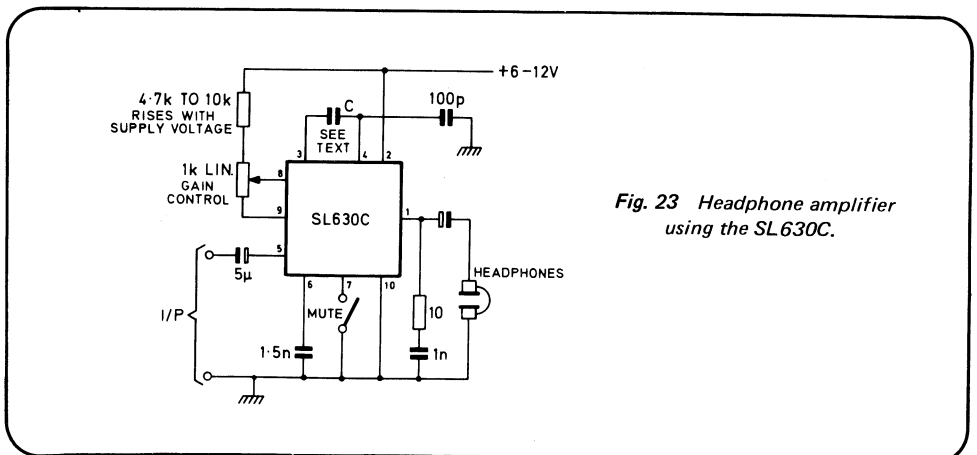 +6-12V
4·7k TO 10k
RISES WITH
SUPPLY VOLTAGE
C
100p
SEE
TEXT
3
4
2
1k LIN.
GAIN
CONTROL
8
9
SL630C
1
5
5µ
HEADPHONES
6
7
10
I/P
MUTE
10
1·5n
1n
Fig. 23 Headphone amplifier
using the SL630C.